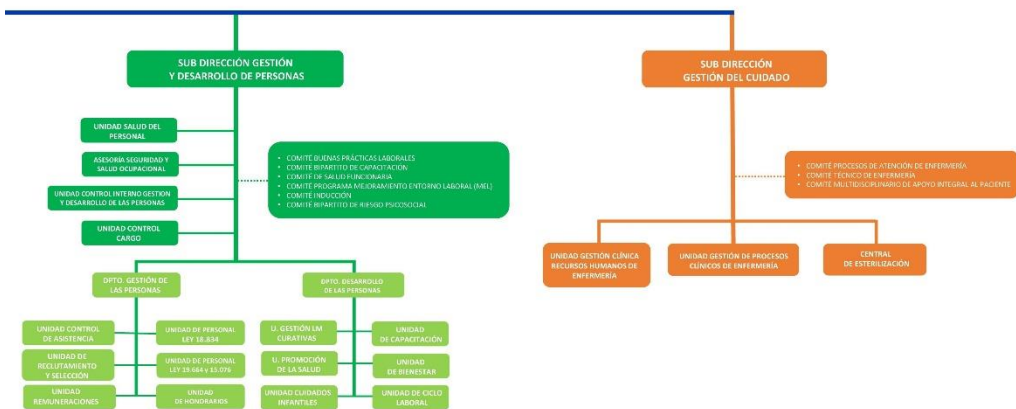 SUB DIRECCIÓN GESTIÓN
Y DESARROLLO DE PERSONAS
UNIDAD SALUD DEL
PERSONAL
ASESORÍA SEGURIDAD Y
SALUD OCUPACIONAL
UNIDAD CONTROL INTERNO GESTION
Y DESARROLLO DE LAS PERSONAS
UNIDAD CONTROL
CARGO
• COMITÉ BUENAS PRÁCTICAS LABORALES
• COMITÉ BIPARTITO DE CAPACITACIÓN
• COMITÉ DE SALUD FUNCIONARIA
• COMITÉ PROGRAMA MEJORAMIENTO ENTORNO LABORAL (MEL)
• COMITÉ INDUCCIÓN
• COMITÉ BIPARTITO DE RIESGO PSICOSOCIAL
DPTO. GESTIÓN DE
LAS PERSONAS
UNIDAD CONTROL
DE ASISTENCIA
UNIDAD DE PERSONAL
LEY 18.834
UNIDAD DE
RECLUTAMIENTO
Y SELECCIÓN
UNIDAD DE PERSONAL
LEY 19.664 y 15.076
UNIDAD
REMUNERACIONES
UNIDAD
DE HONORARIOS
DPTO. DESARROLLO
DE LAS PERSONAS
U. GESTIÓN LM
CURATIVAS
UNIDAD
DE CAPACITACIÓN
U. PROMOCIÓN
DE LA SALUD
UNIDAD
DE BIENESTAR
UNIDAD CUIDADOS
INFANTILES
UNIDAD DE CICLO
LABORAL
SUB DIRECCIÓN
GESTIÓN DEL CUIDADO
• COMITÉ PROCESOS DE ATENCIÓN DE ENFERMERÍA
• COMITÉ TÉCNICO DE ENFERMERÍA
• COMITÉ MULTIDISCIPLINARIO DE APOYO INTEGRAL AL PACIENTE
UNIDAD GESTIÓN CLÍNICA
RECURSOS HUMANOS DE
ENFERMERÍA
UNIDAD GESTIÓN DE PROCESOS
CLÍNICOS DE ENFERMERÍA
CENTRAL
DE ESTERILIZACIÓN